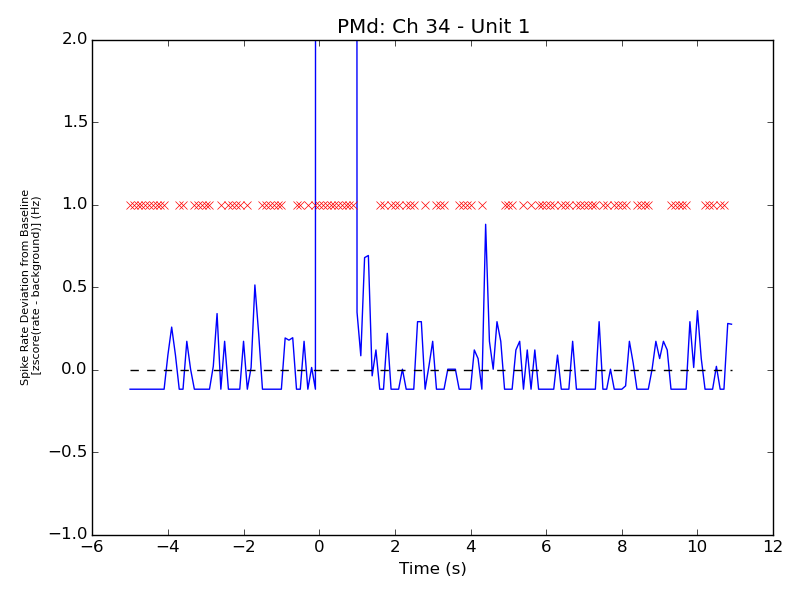 PMd: Ch 34 - Unit 1
2.0
1.5
1.0
0.5
0.0
−0.5
−1.0
Spike Rate Deviation from Baseline
[zscore(rate - background)] (Hz)
−6 −4 −2 0 2 4 6 8 10 12
Time (s)